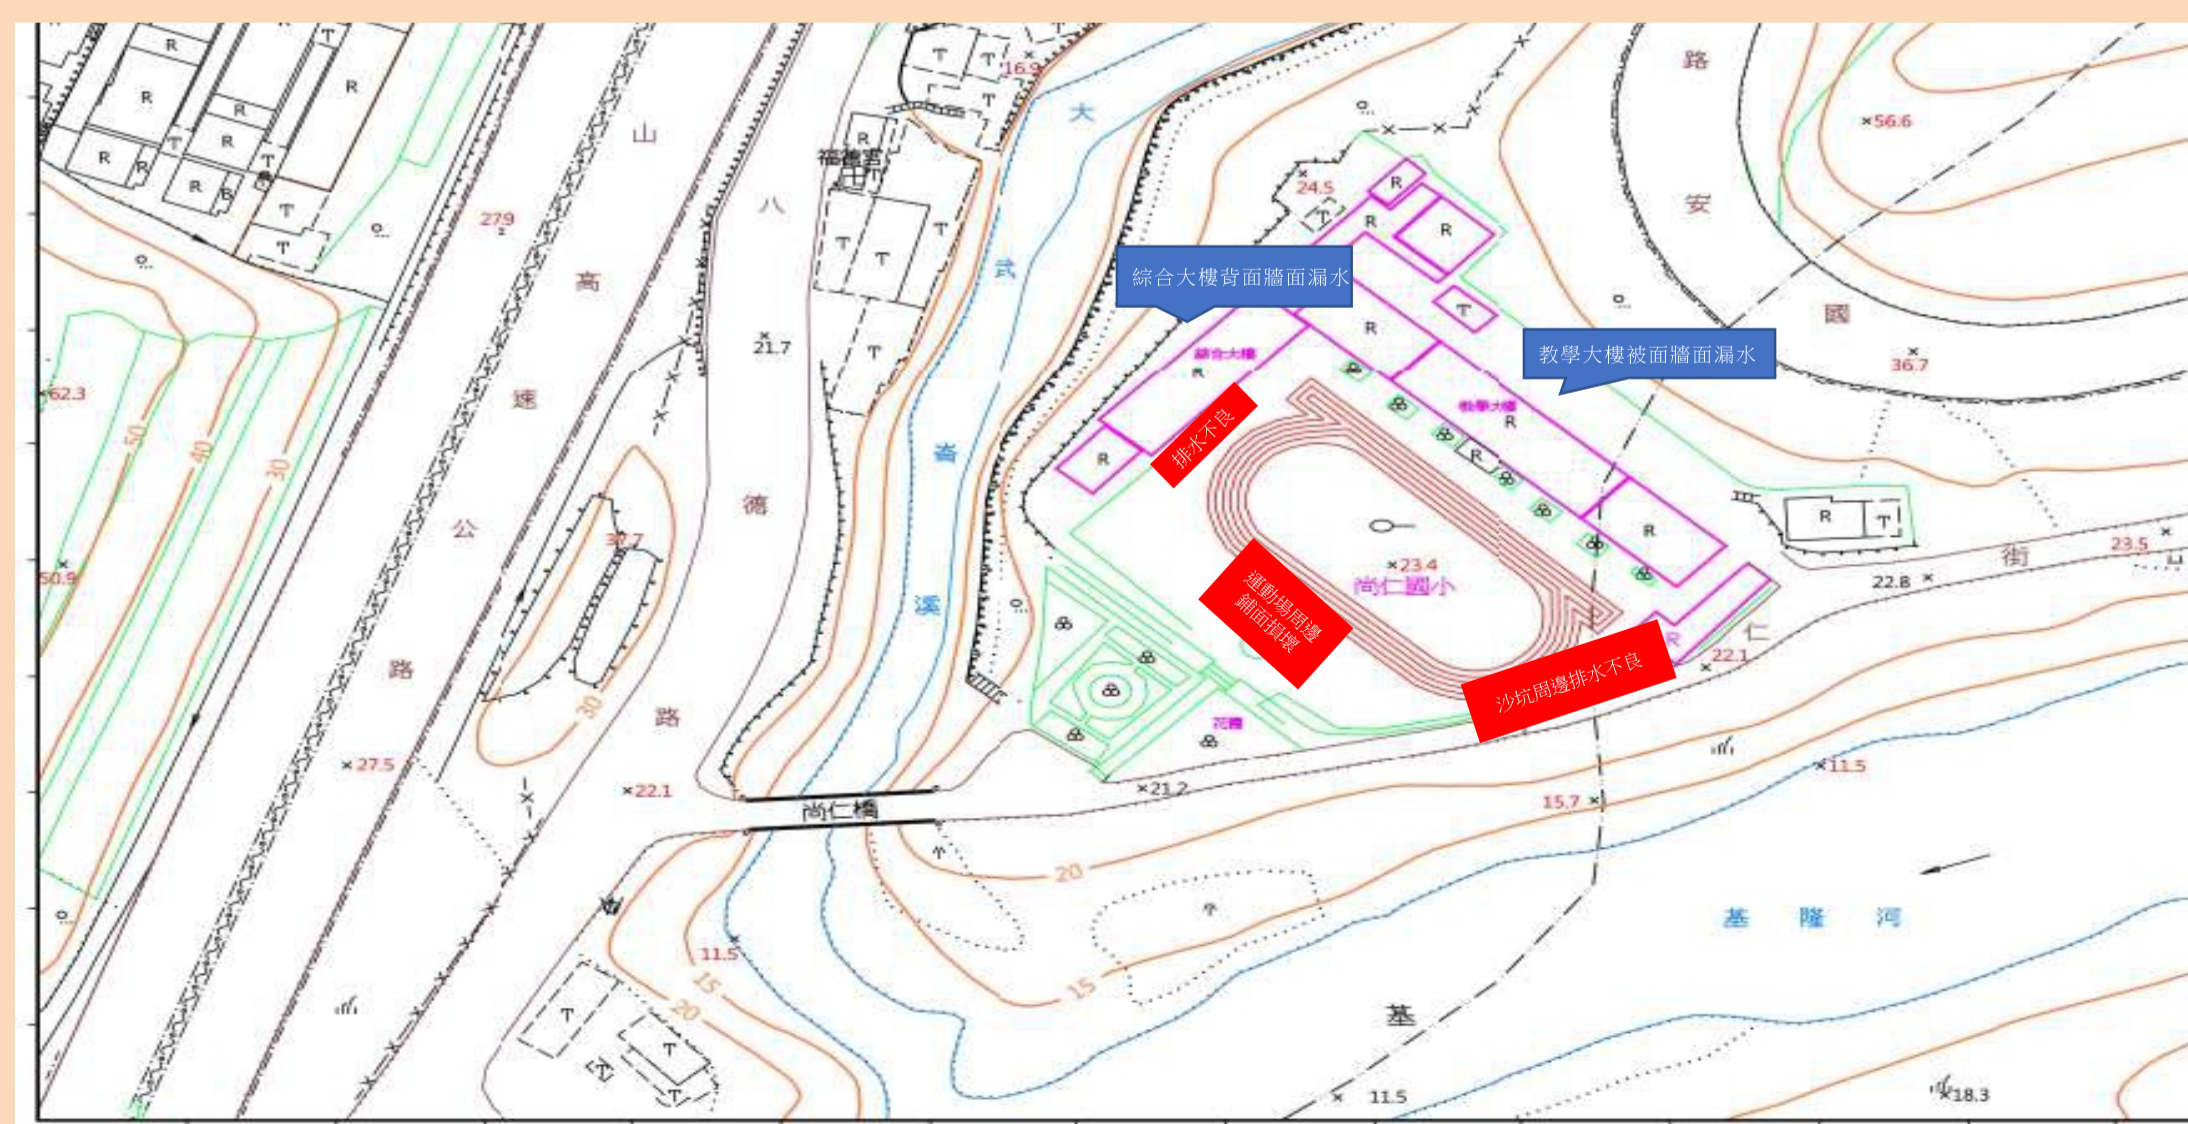 R
T
R
R
R
R
R
R
R
R
B
T
T
T
T
T
T
T
T
16.9
大
路
56.6
山
R
福德宮
八
27.9
24.5
R
R
R
T
安
T
T
T
高
武
綜合大樓背面牆面漏水
T
國
21.7
T
R
綜合大樓
R
教學大樓被面牆面漏水
36.7
62.3
速
排水不良
教學大樓
R
50
40
30
崙
R
R
德
公
R
R
T
23.5
37.7
運動場周邊
鋪面損壞
23.4
尚仁國小
22.8
街
50.9
溪
仁
R
22.1
路
沙坑周邊排水不良
30
路
花圃
27.5
22.1
21.2
11.5
15.7
尚仁橋
20
基 隆 河
11.5
15
20
15
基
T
T
T
11.5
18.3